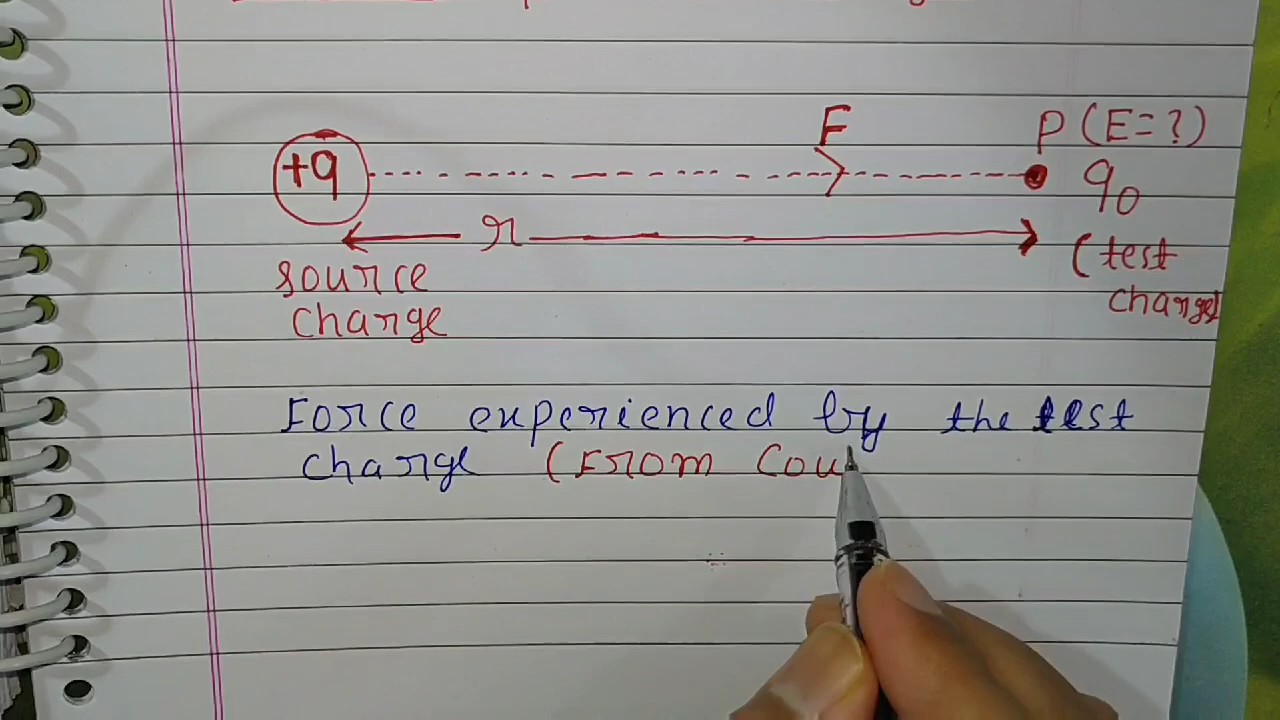 F
P (E=?)
+q
q0
r
(test
source
charge)
charge
Force experienced by the test
charge (From Cou